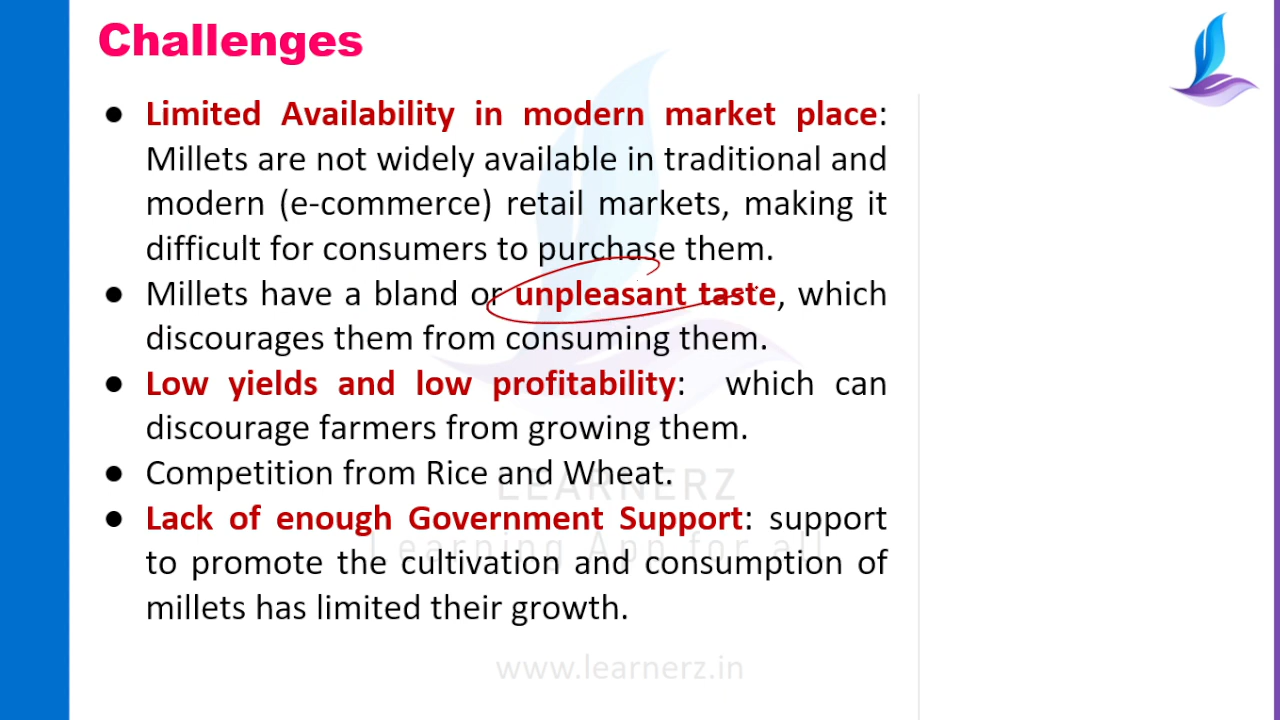 Challenges
● Limited Availability in modern market place:
Millets are not widely available in traditional and
modern (e-commerce) retail markets, making it
difficult for consumers to purchase them.
● Millets have a bland or unpleasant taste, which
discourages them from consuming them.
● Low yields and low profitability: which can
discourage farmers from growing them.
● Competition from Rice and Wheat.
LEARNERZ
● Lack of enough Government Support: support
Learning App for all
to promote the cultivation and consumption of
millets has limited their growth.
www.learnerz.in